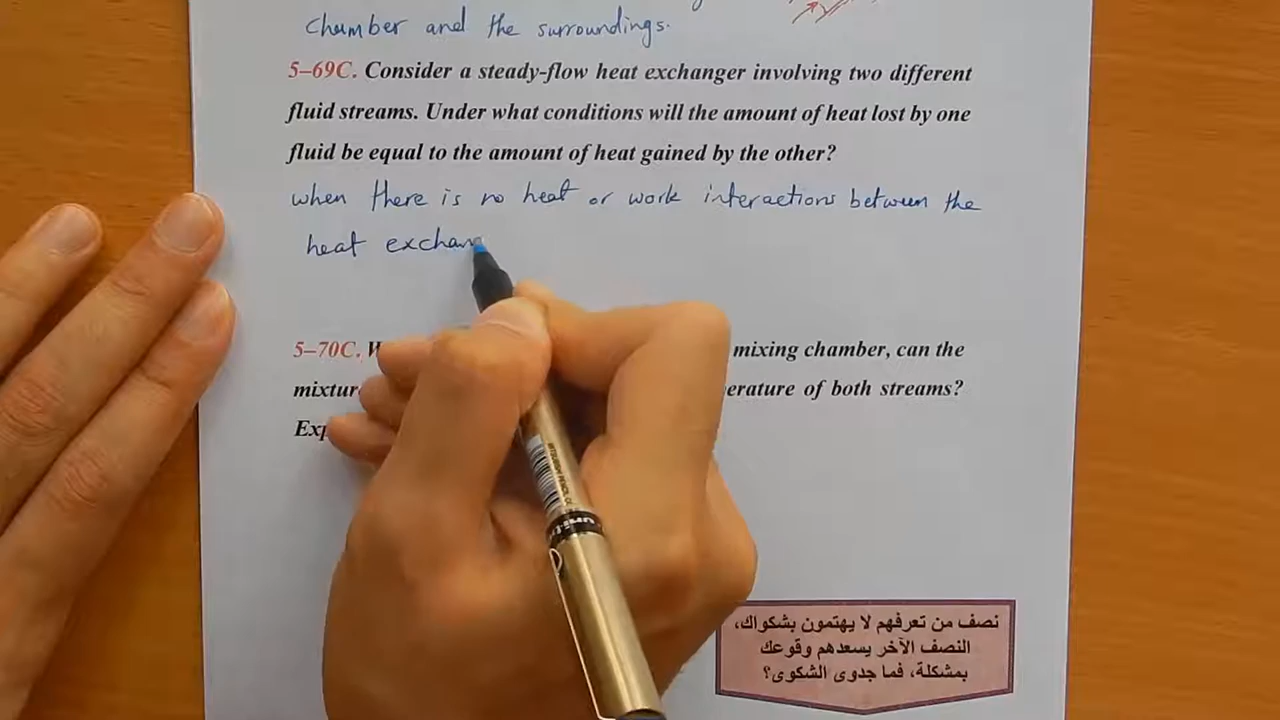 chamber and the surroundings.
5–69C. Consider a steady-flow heat exchanger involving two different
fluid streams. Under what conditions will the amount of heat lost by one
fluid be equal to the amount of heat gained by the other?
when there is no heat or work interactions between the
heat exchan
5–70C. W mixing chamber, can the
mixtur erature of both streams?
Exp
نصف من تعرفهم لا يهتمون بشكواك،
النصف الآخر يسعدهم وقوعك
بمشكلة، فما جدوى الشكوى؟
MITSUBISHI PENCIL CO
uni